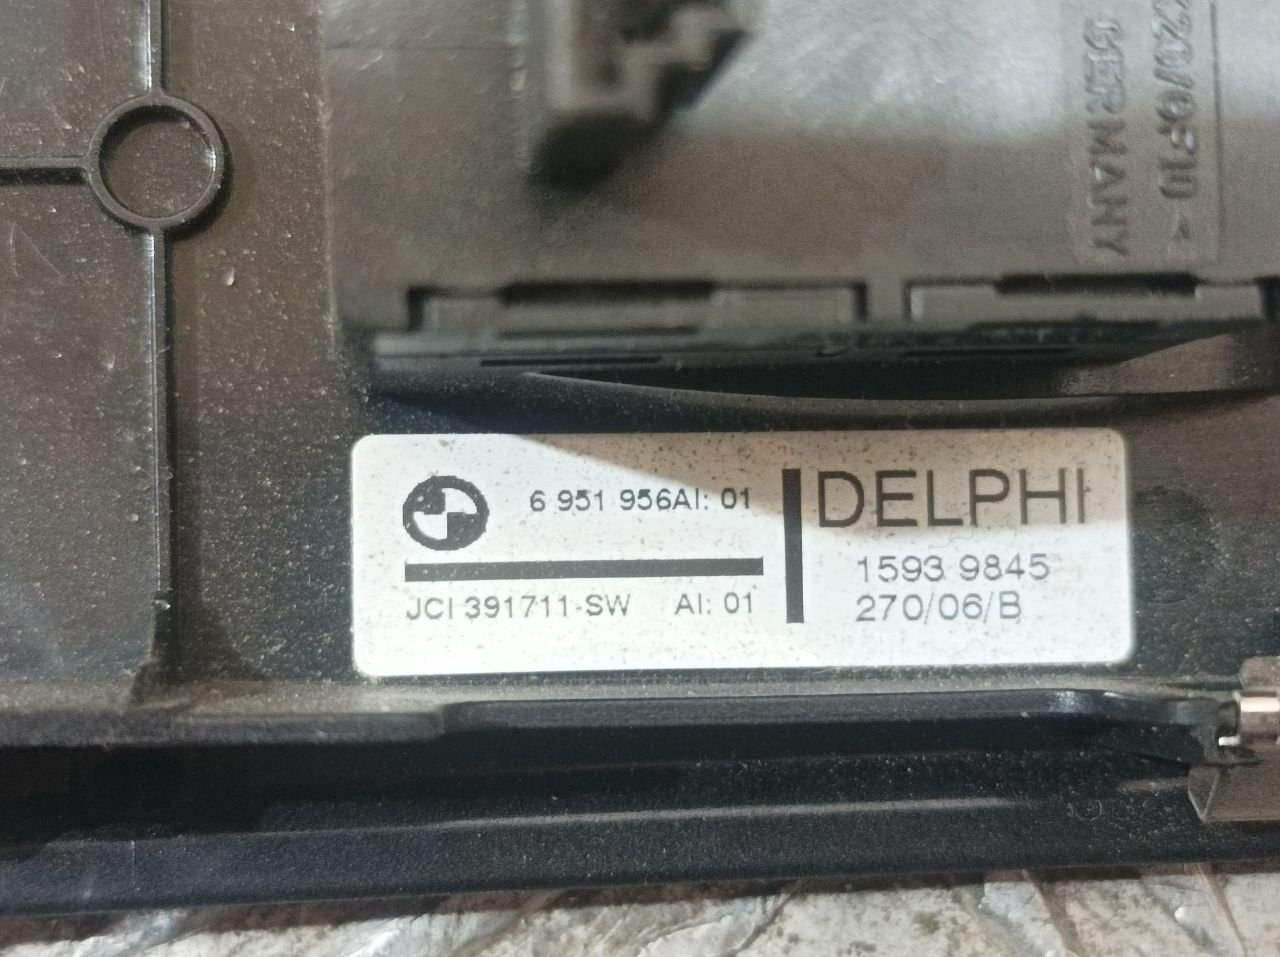 GERMANY
6 951 956AI: 01
JCI 391711-SW AI: 01
DELPHI
1593 9845
270/06/B